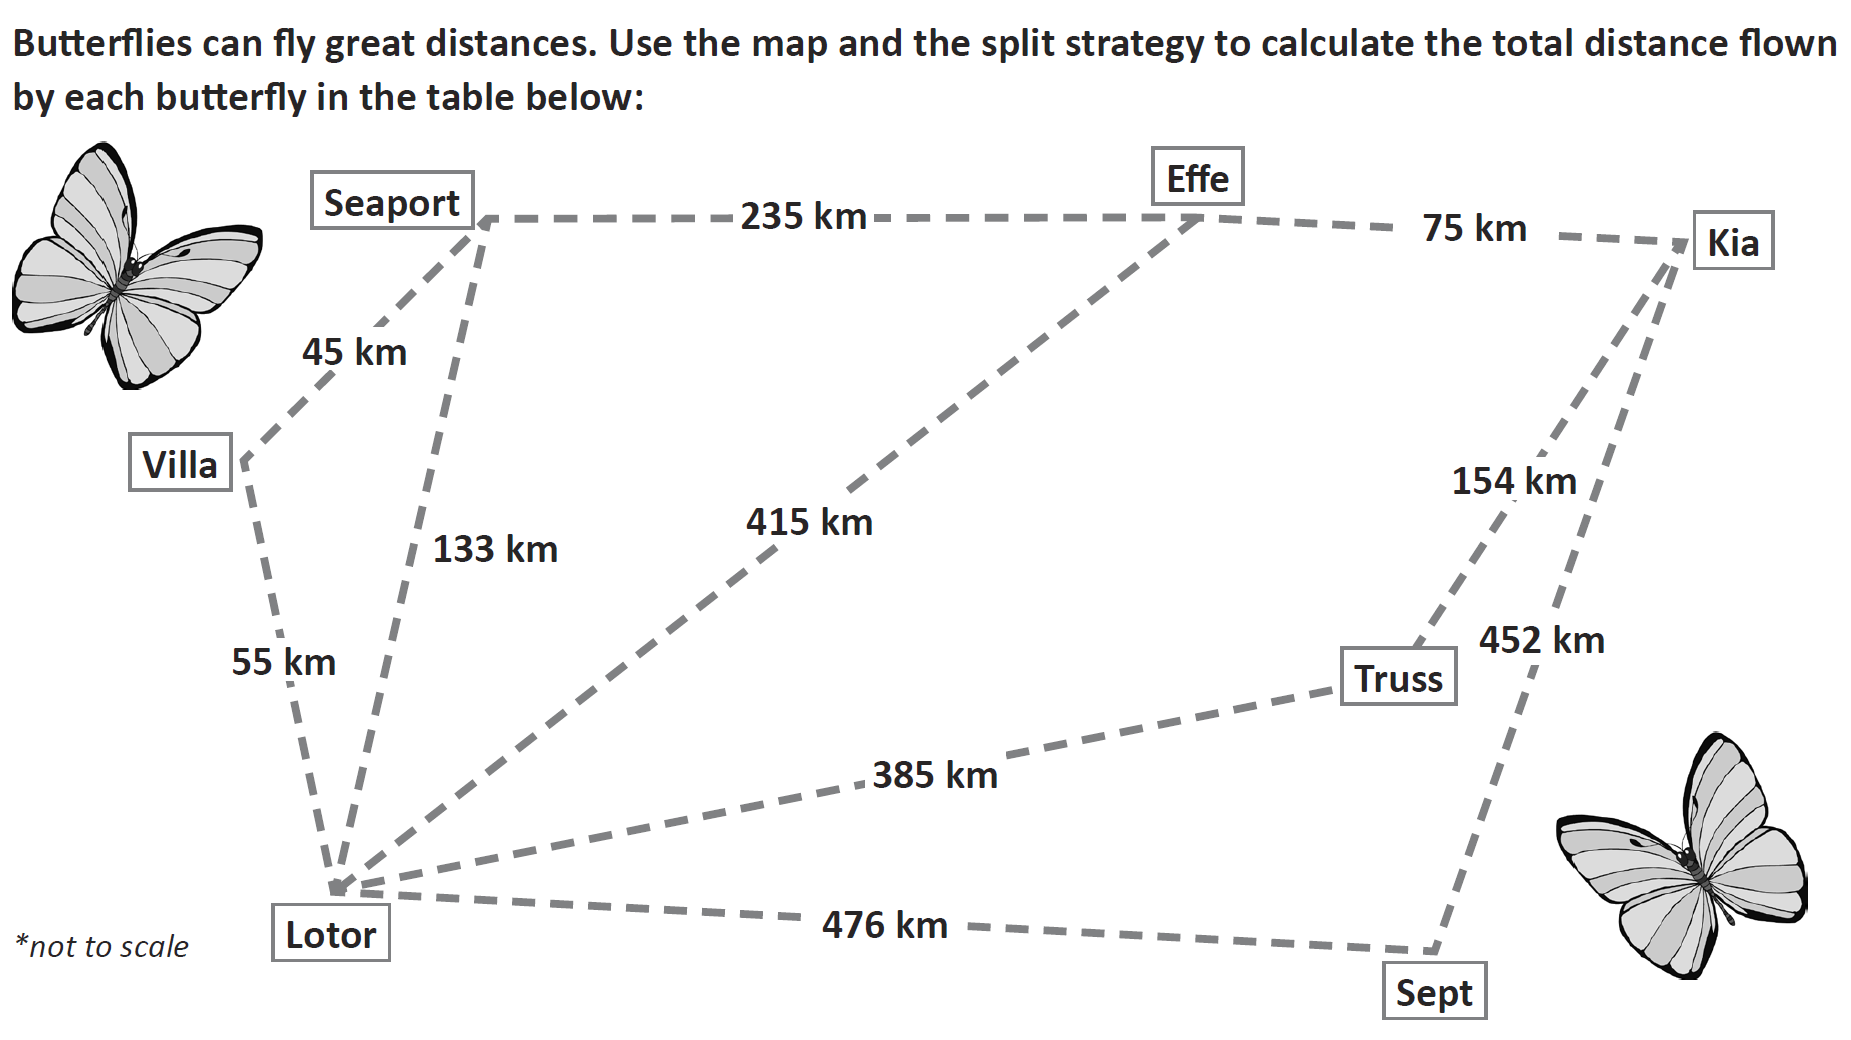 Butterflies can fly great distances. Use the map and the split strategy to calculate the total distance flown
by each butterfly in the table below:
Effe
Seaport
235 km
75 km
Kia
45 km
Villa
154 km
415 km
133 km
452 km
55 km
Truss
385 km
476 km
Lotor
*not to scale
Sept